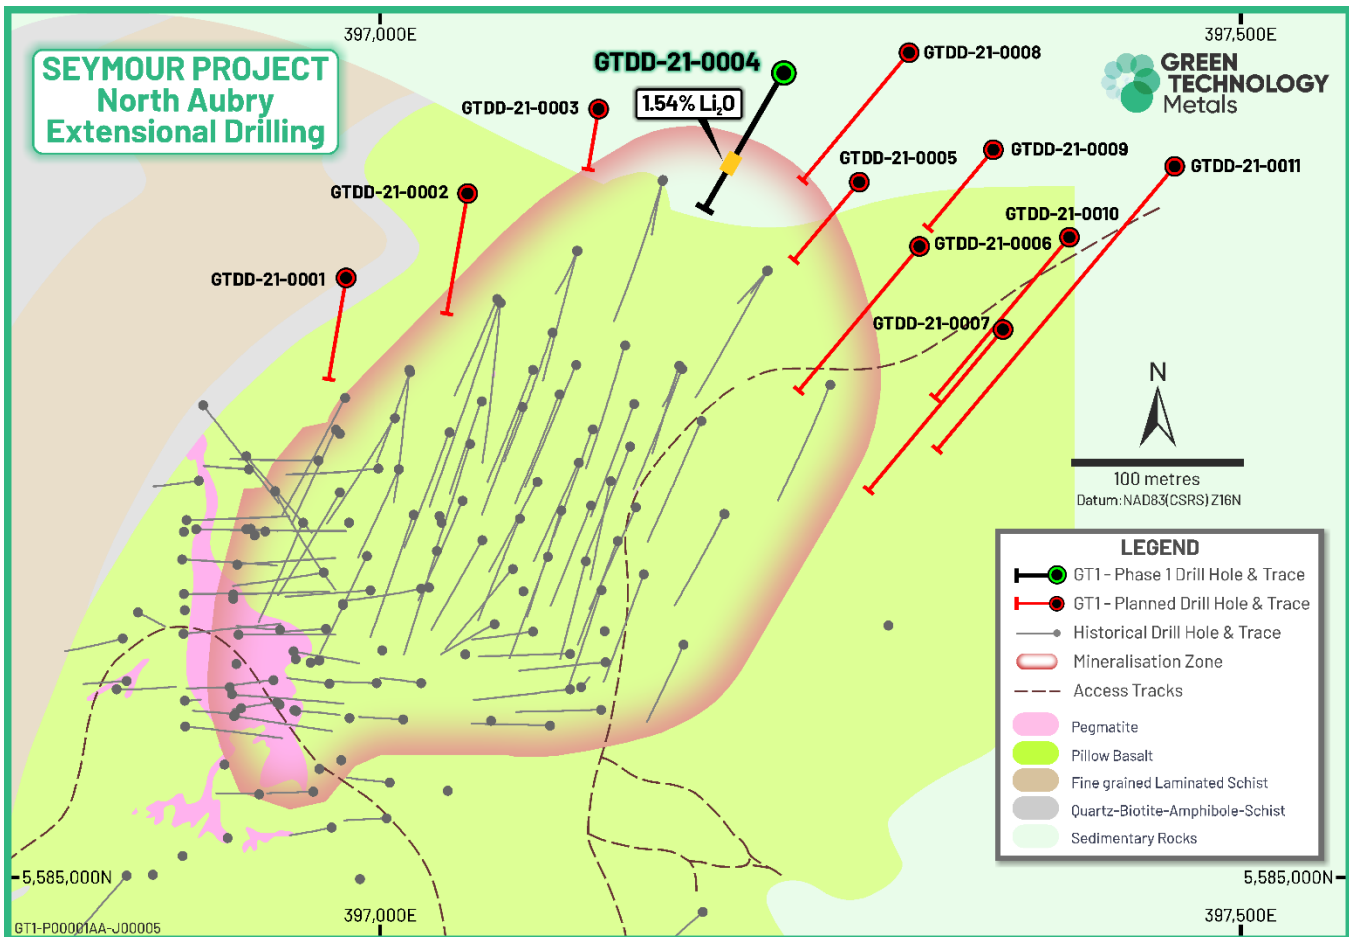 397,000E
397,500E
SEYMOUR PROJECT
North Aubry
Extensional Drilling
GTDD-21-0004
1.54% Li₂O
GTDD-21-0008
GREEN
TECHNOLOGY
Metals
GTDD-21-0003
GTDD-21-0005
GTDD-21-0009
GTDD-21-0011
GTDD-21-0002
GTDD-21-0010
GTDD-21-0006
GTDD-21-0001
GTDD-21-0007
N
100 metres
Datum:NAD83(CSRS)Z16N
LEGEND
GT1 - Phase 1 Drill Hole & Trace
GT1 - Planned Drill Hole & Trace
Historical Drill Hole & Trace
Mineralisation Zone
Access Tracks
Pegmatite
Pillow Basalt
Fine grained Laminated Schist
Quartz-Biotite-Amphibole-Schist
Sedimentary Rocks
5,585,000N
5,585,000N
397,000E
397,500E
GT1-P00001AA-J00005